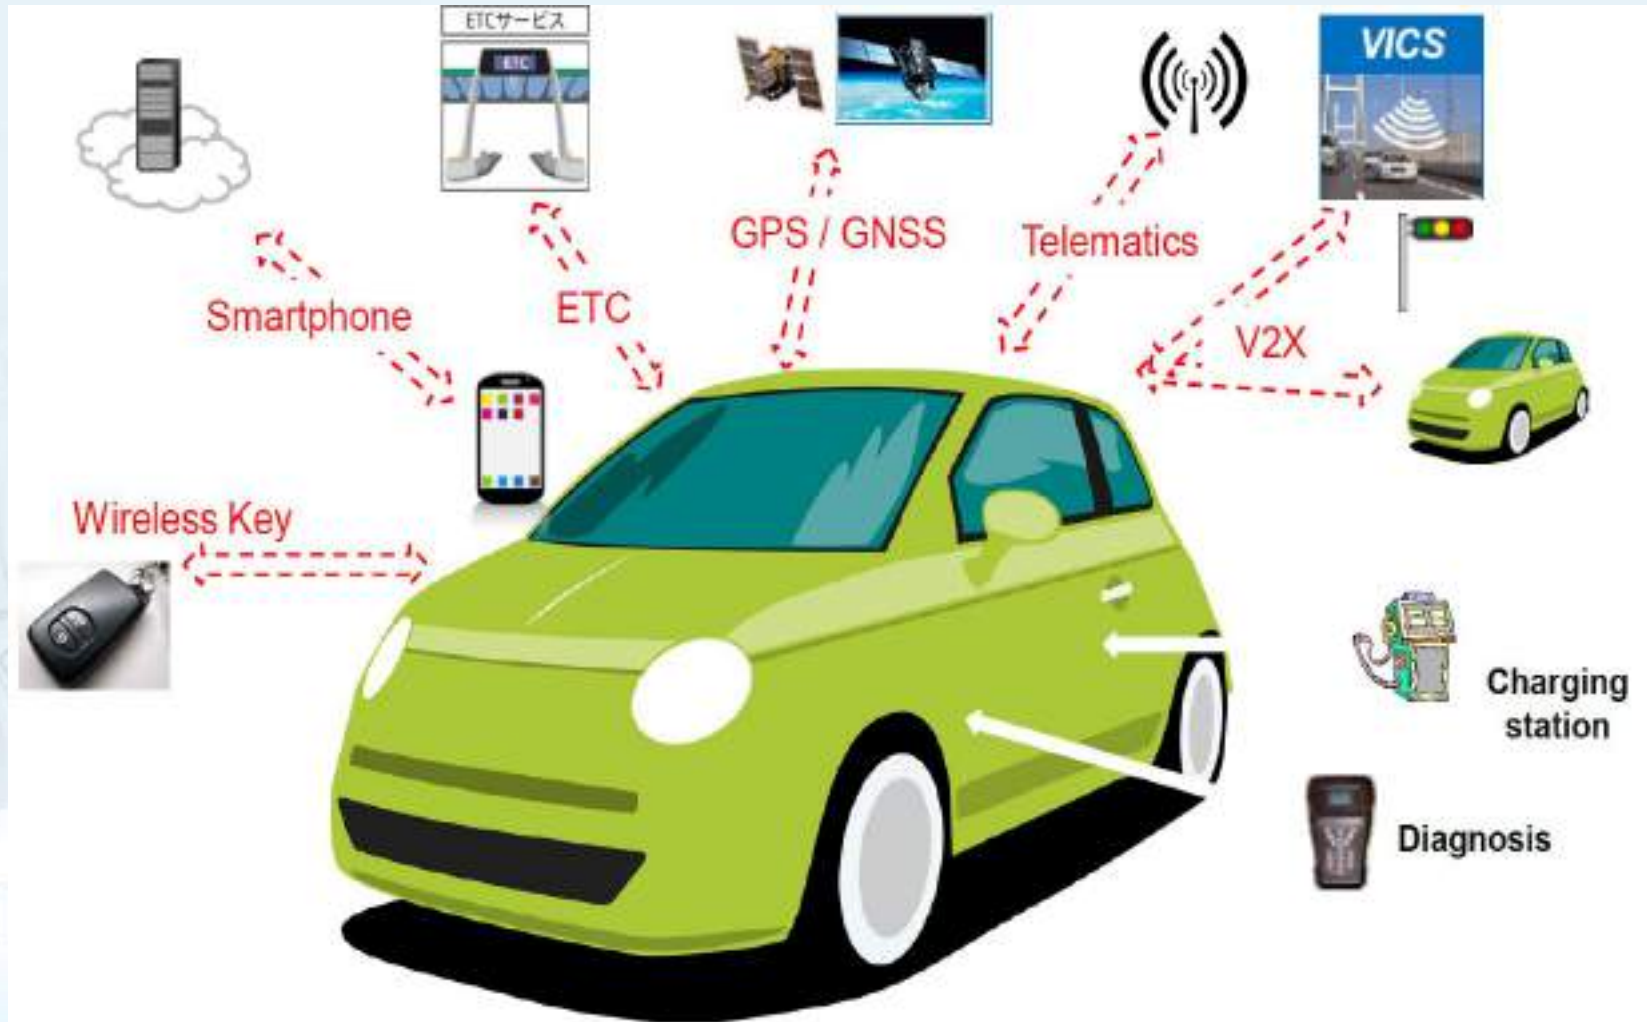 ETCサービス
ETC
VICS
GPS / GNSS
Telematics
Smartphone
ETC
V2X
Wireless Key
Charging
station
Diagnosis